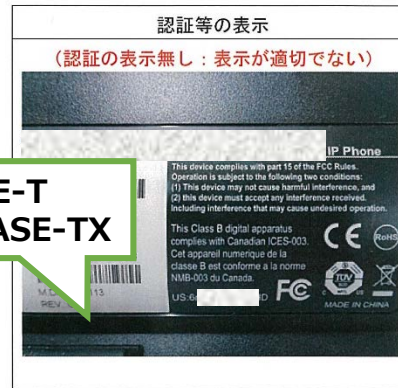 認証等の表示
（認証の表示無し：表示が適切でない）
IP Phone
This device complies with part 15 of the FCC Rules.
Operation is subject to the following two conditions:
(1) This device may not cause harmful interference, and
(2) this device must accept any interference received.
Including interference that may cause undesired operation.
E-T
ASE-TX
This Class B digital apparatus
complies with Canadian ICES-003.
Cet appareil numerique de la
classe B est conforme a la norme
NMB-003 du Canada.
CE
RoHS
TUV
US:6
ID
FC
MADE IN CHINA
REV